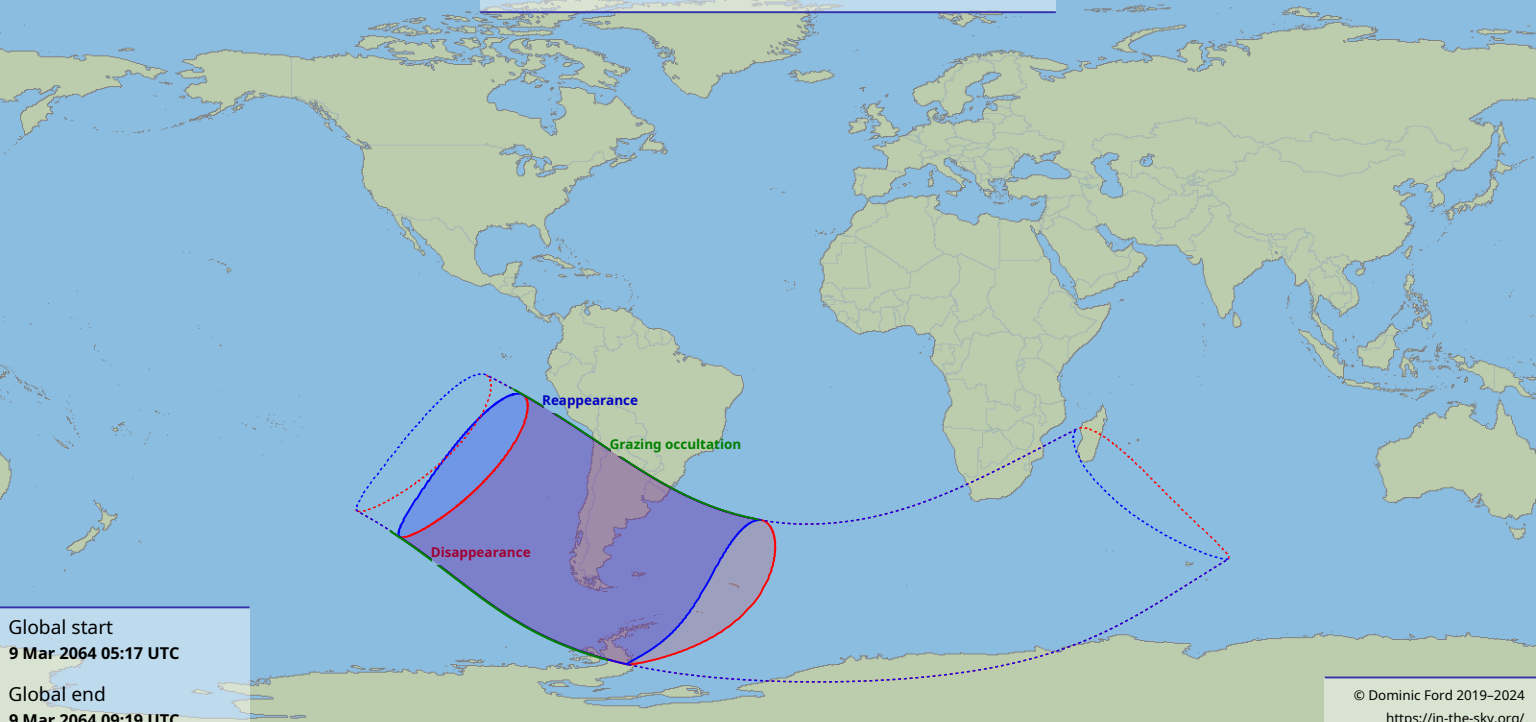 Reappearance
Grazing occultation
Disappearance
Global start
9 Mar 2064 05:17 UTC
Global end
9 Mar 2064 09:19 UTC
© Dominic Ford 2019–2024
https://in-the-sky.org/